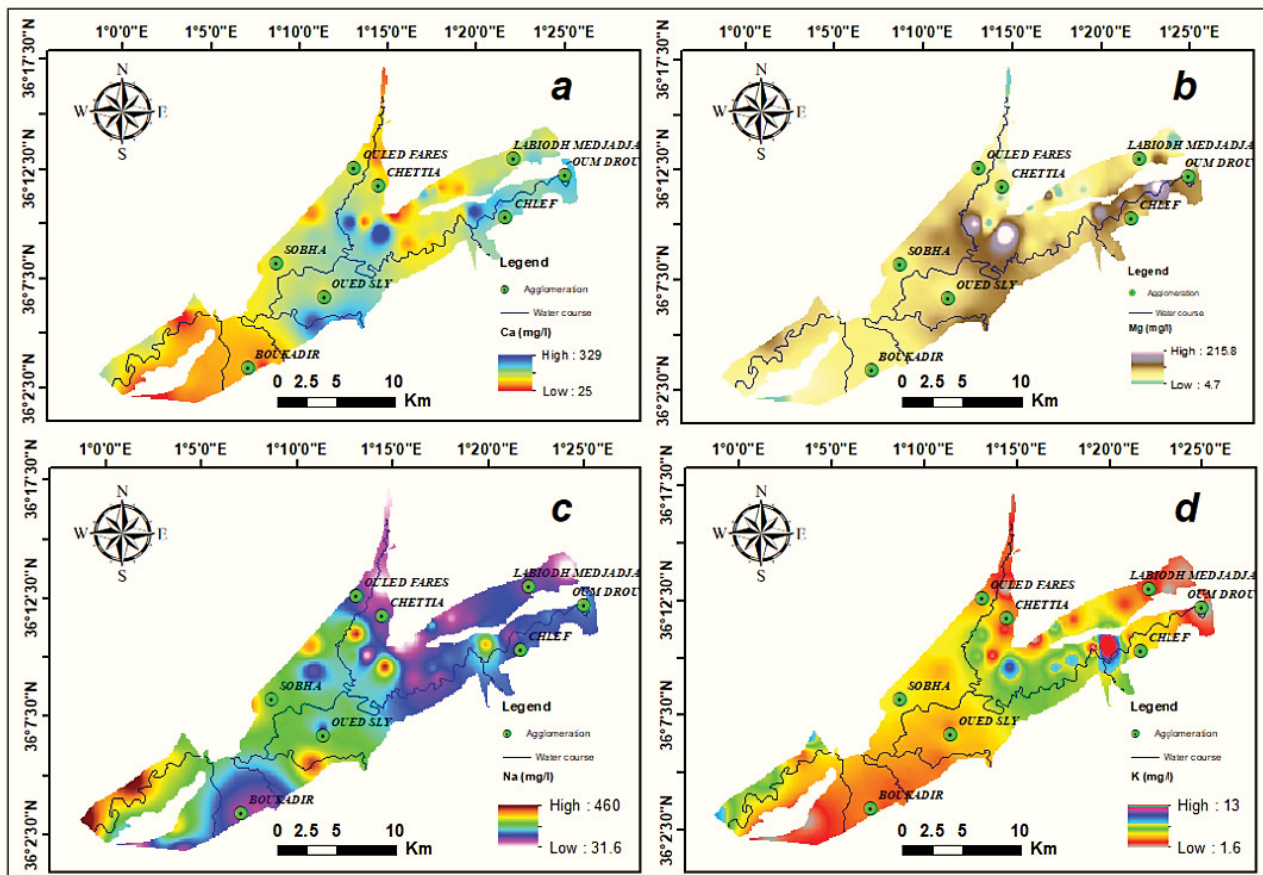 1°0'0"E 1°5'0"E 1°10'0"E 1°15'0"E 1°20'0"E 1°25'0"E
36°17'30"N
36°12'30"N
36°7'30"N
36°2'30"N
N
W E
S
a
LABIODH MEDJADJA
OULED FARES
OUM DROU
CHETTIA
CHLEF
SOBHA
OUED SLY
BOUKADIR
Legend
Agglomeration
Water course
Ca (mg/l)
High : 329
Low : 25
0 2.5 5 10
Km
1°0'0"E 1°5'0"E 1°10'0"E 1°15'0"E 1°20'0"E 1°25'0"E
36°17'30"N
36°12'30"N
36°7'30"N
36°2'30"N
N
W E
S
b
LABIODH MEDJADJA
OULED FARES
OUM DROU
CHETTIA
CHLEF
SOBHA
OUED SLY
BOUKADIR
Legend
Agglomeration
Water course
Mg (mg/l)
High : 215.8
Low : 4.7
0 2.5 5 10
Km
1°0'0"E 1°5'0"E 1°10'0"E 1°15'0"E 1°20'0"E 1°25'0"E
36°17'30"N
36°12'30"N
36°7'30"N
36°2'30"N
N
W E
S
c
LABIODH MEDJADJA
OULED FARES
OUM DROU
CHETTIA
CHLEF
SOBHA
OUED SLY
BOUKADIR
Legend
Agglomeration
Water course
Na (mg/l)
High : 460
Low : 31.6
0 2.5 5 10
Km
1°0'0"E 1°5'0"E 1°10'0"E 1°15'0"E 1°20'0"E 1°25'0"E
36°17'30"N
36°12'30"N
36°7'30"N
36°2'30"N
N
W E
S
d
LABIODH MEDJADJA
OULED FARES
OUM DROU
CHETTIA
CHLEF
SOBHA
OUED SLY
BOUKADIR
Legend
Agglomeration
Water course
K (mg/l)
High : 13
Low : 1.6
0 2.5 5 10
Km